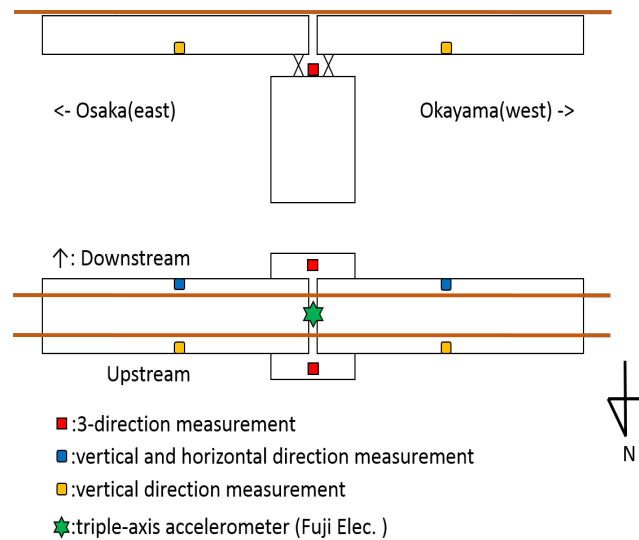 <- Osaka(east)
Okayama(west) ->
↑: Downstream
Upstream
:3-direction measurement
:vertical and horizontal direction measurement
:vertical direction measurement
:triple-axis accelerometer (Fuji Elec. )
N